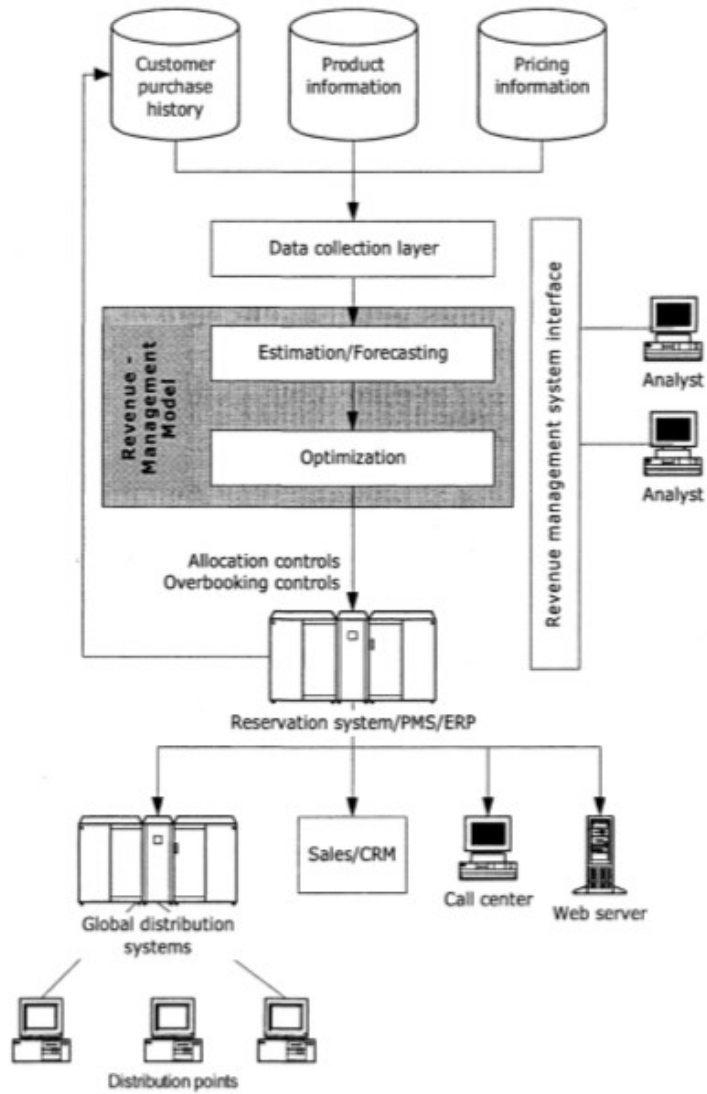 Customer
purchase
history
Product
information
Pricing
information
Data collection layer
Revenue -
Management
Model
Estimation/Forecasting
Optimization
Revenue management system interface
Analyst
Analyst
Allocation controls
Overbooking controls
Reservation system/PMS/ERP
Sales/CRM
Call center
Web server
Global distribution
systems
Distribution points